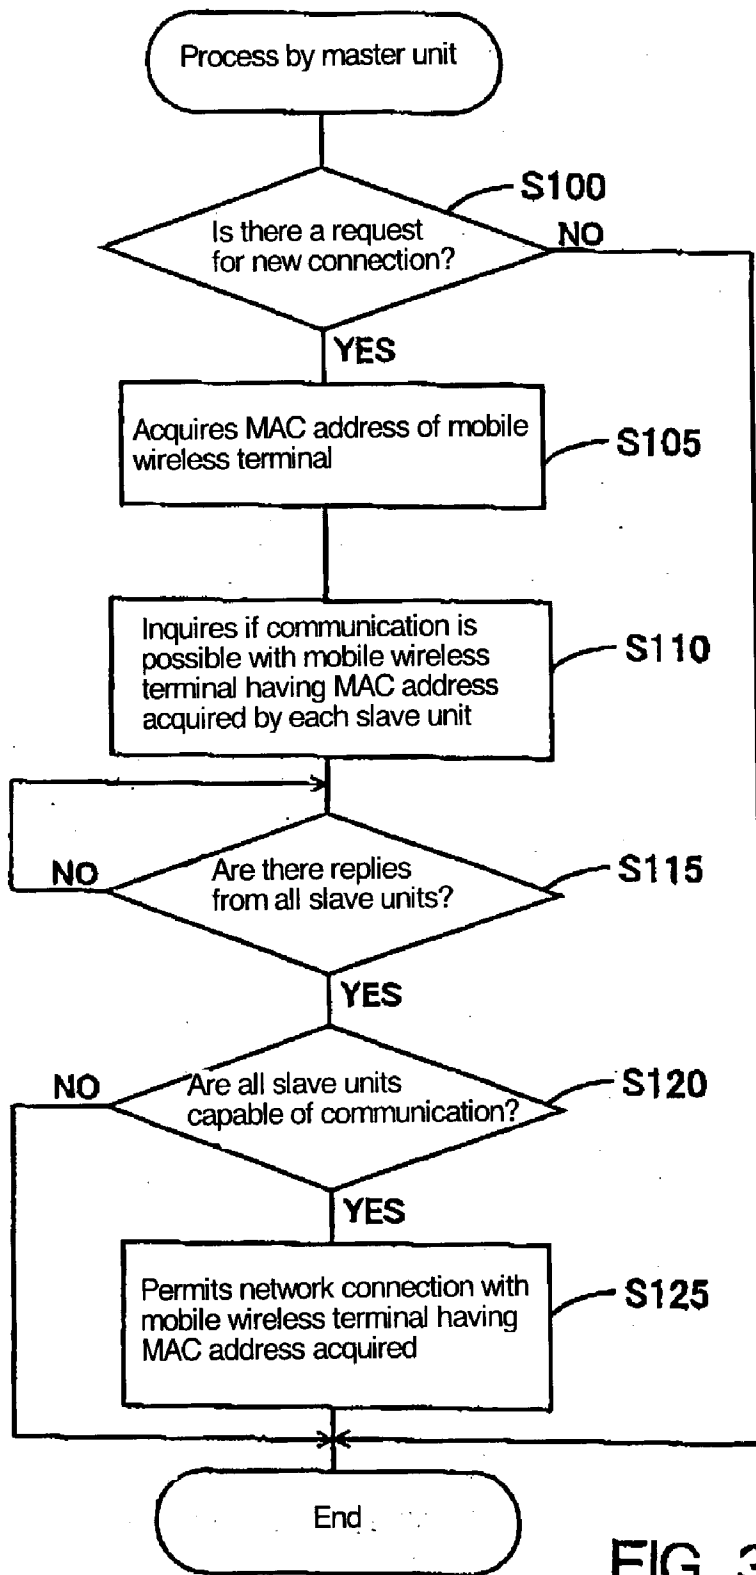 Process by master unit
S100
Is there a request
for new connection?
NO
YES
Acquires MAC address of mobile
wireless terminal
S105
Inquires if communication is
possible with mobile wireless
terminal having MAC address
acquired by each slave unit
S110
NO
Are there replies
from all slave units?
S115
YES
NO
Are all slave units
capable of communication?
S120
YES
Permits network connection with
mobile wireless terminal having
MAC address acquired
S125
End
FIG. 3